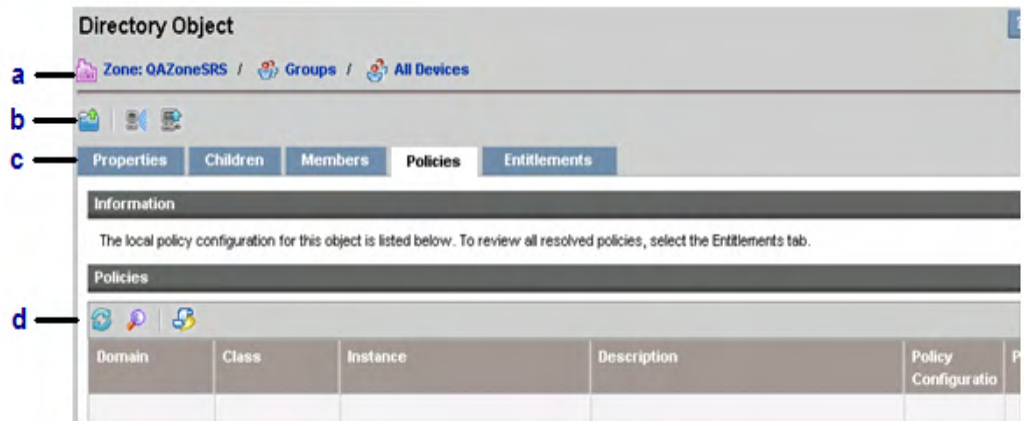 Directory Object
a
Zone: QAZoneSRS / Groups / All Devices
b
c
Properties Children Members Policies Entitlements
Information
The local policy configuration for this object is listed below. To review all resolved policies, select the Entitlements tab.
Policies
d
Domain Class Instance Description Policy Configuratio P